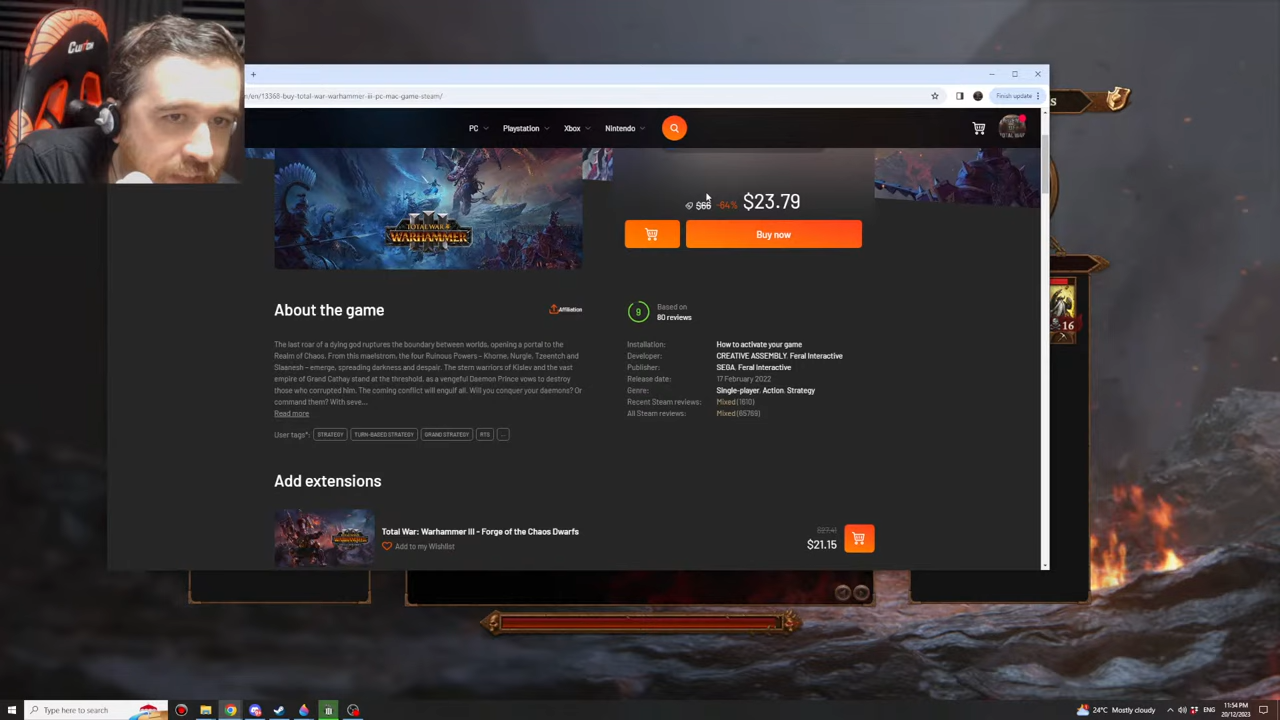 CUITCH
n/en/13368-buy-total-war-warhammer-iii-pc-mac-game-steam/
Finish update
PC
Playstation
Xbox
Nintendo
TOTAL WAR
WARHAMMER
III
$66 -64% $23.79
Buy now
About the game
Affiliation
The last roar of a dying god ruptures the boundary between worlds, opening a portal to the
Realm of Chaos. From this maelstrom, the four Ruinous Powers – Khorne, Nurgle, Tzeentch and
Slaanesh – emerge, spreading darkness and despair. The stern warriors of Kislev and the vast
empire of Grand Cathay stand at the threshold, as a vengeful Daemon Prince vows to destroy
those who corrupted him. The coming conflict will engulf all. Will you conquer your daemons? Or
command them? With seve...
Read more
User tags*:
STRATEGY
TURN-BASED STRATEGY
GRAND STRATEGY
RTS
...
9
Based on
80 reviews
Installation: How to activate your game
Developer: CREATIVE ASSEMBLY, Feral Interactive
Publisher: SEGA, Feral Interactive
Release date: 17 February 2022
Genre: Single-player, Action, Strategy
Recent Steam reviews: Mixed (1610)
All Steam reviews: Mixed (65769)
Add extensions
Total War: Warhammer III - Forge of the Chaos Dwarfs
Add to my Wishlist
$27.41
$21.15
16
Type here to search
24°C Mostly cloudy
ENG
11:54 PM
20/12/2023